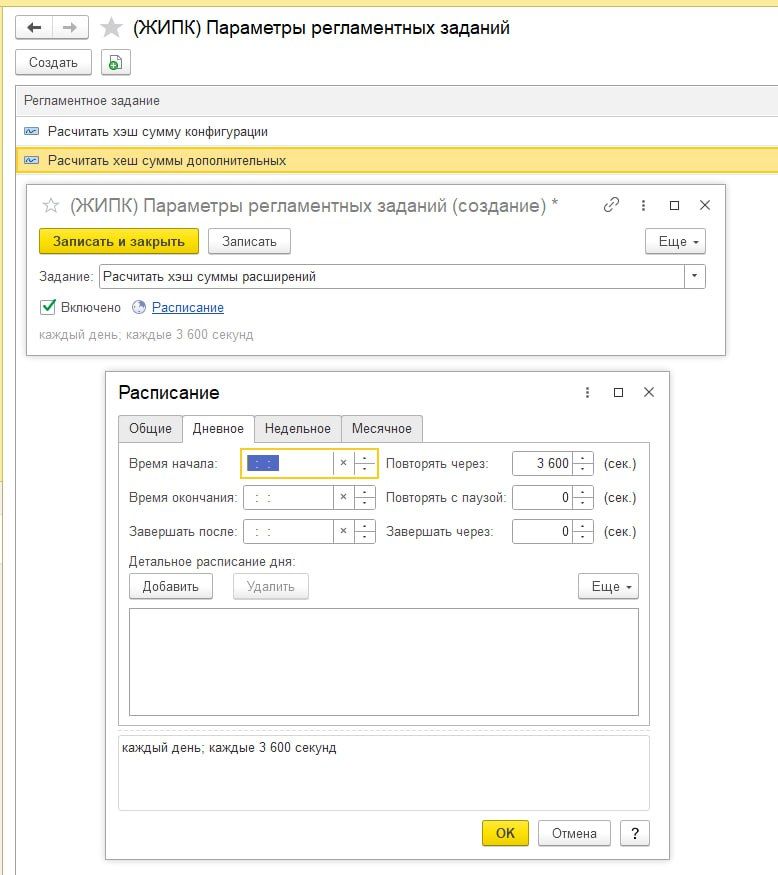 (ЖИПК) Параметры регламентных заданий
Создать
Регламентное задание
Расчитать хэш сумму конфигурации
Расчитать хеш суммы дополнительных
(ЖИПК) Параметры регламентных заданий (создание) *
Записать и закрыть Записать Еще
Задание: Расчитать хэш суммы расширений
Включено Расписание
каждый день; каждые 3 600 секунд
Расписание
Общие Дневное Недельное Месячное
Время начала: : : × Повторять через: 3 600 (сек.)
Время окончания: : : Повторять с паузой: 0 (сек.)
Завершать после: : : × Завершать через: 0 (сек.)
Детальное расписание дня:
Добавить Удалить Еще
каждый день; каждые 3 600 секунд
OK Отмена ?